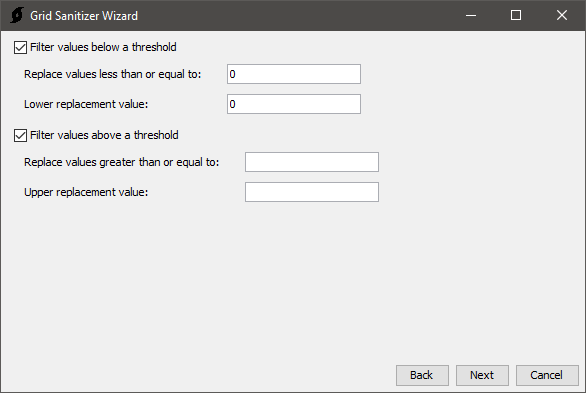 Grid Sanitizer Wizard
Filter values below a threshold
Replace values less than or equal to: 0
Lower replacement value: 0
Filter values above a threshold
Replace values greater than or equal to:
Upper replacement value:
Back Next Cancel